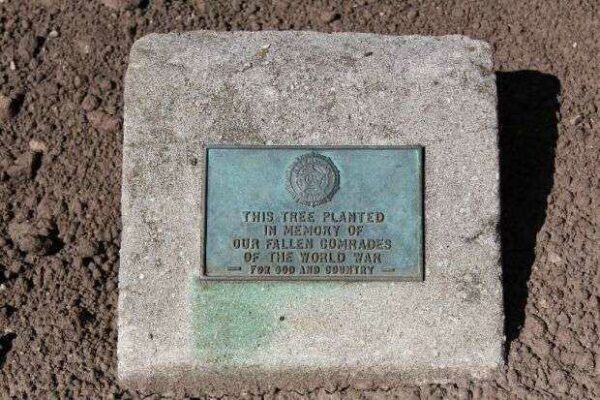 THIS TREE PLANTED
IN MEMORY OF
OUR FALLEN COMRADES
OF THE WORLD WAR
— FOR GOD AND COUNTRY —